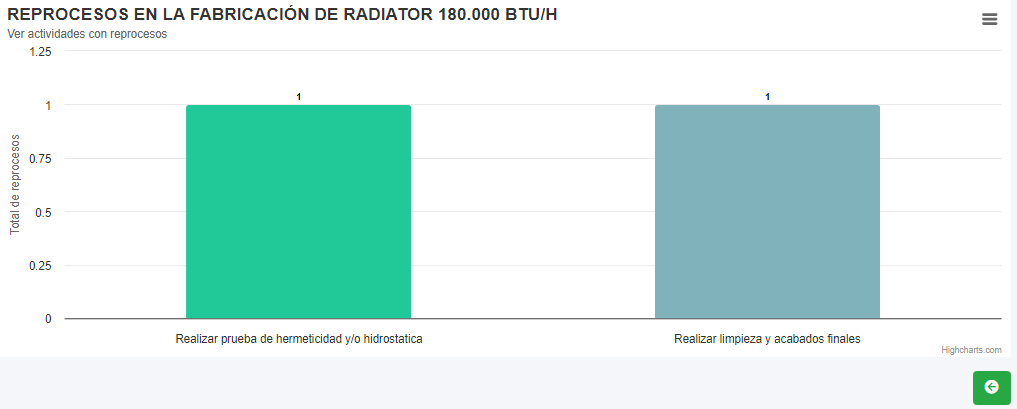 REPROCESOS EN LA FABRICACIÓN DE RADIATOR 180.000 BTU/H
Ver actividades con reprocesos
Total de reprocesos
1.25
1
0.75
0.5
0.25
0
1
1
Realizar prueba de hermeticidad y/o hidrostatica
Realizar limpieza y acabados finales
Highcharts.com